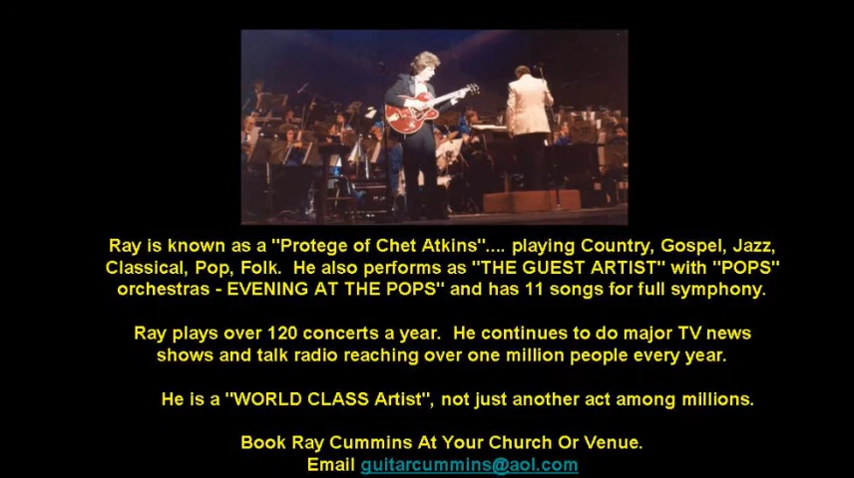 Ray is known as a "Protege of Chet Atkins".... playing Country, Gospel, Jazz,
Classical, Pop, Folk. He also performs as "THE GUEST ARTIST" with "POPS"
orchestras - EVENING AT THE POPS" and has 11 songs for full symphony.
Ray plays over 120 concerts a year. He continues to do major TV news
shows and talk radio reaching over one million people every year.
He is a "WORLD CLASS Artist", not just another act among millions.
Book Ray Cummins At Your Church Or Venue.
Email guitarcummins@aol.com